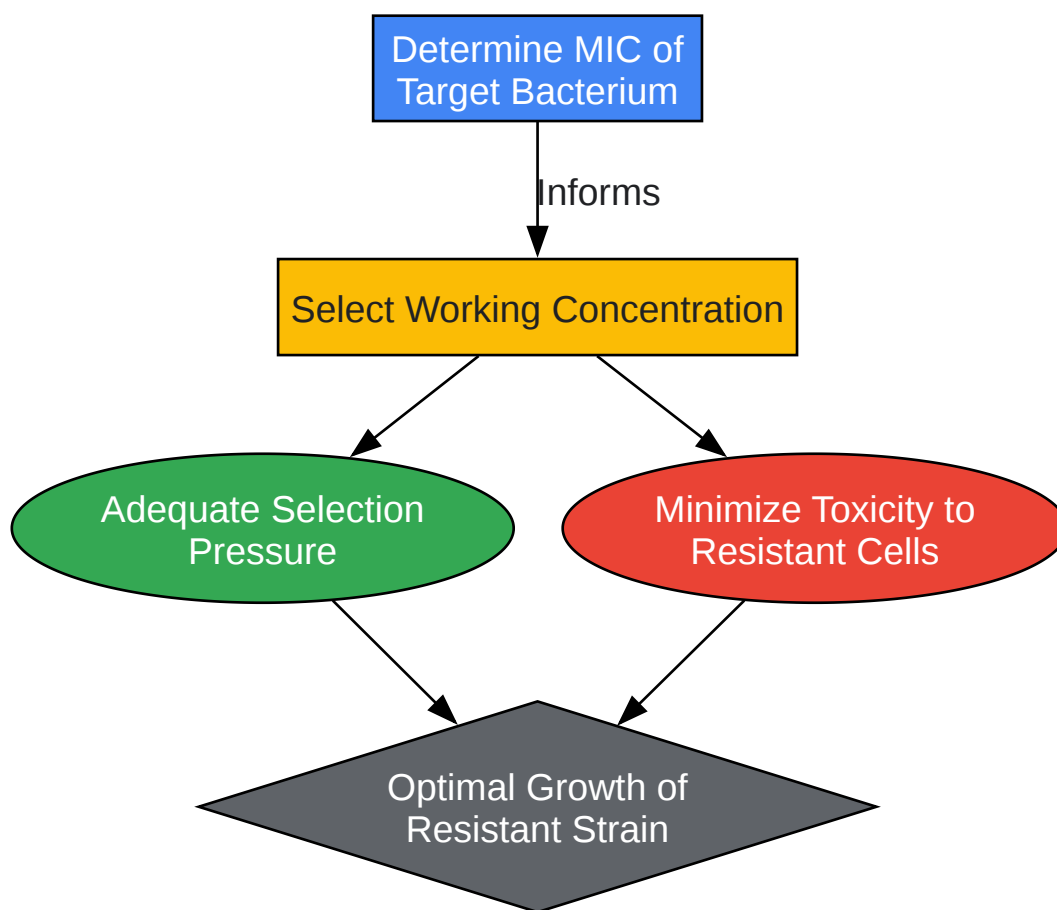 Determine MIC of
Target Bacterium
Informs
Select Working Concentration
Adequate Selection
Pressure
Minimize Toxicity to
Resistant Cells
Optimal Growth of
Resistant Strain